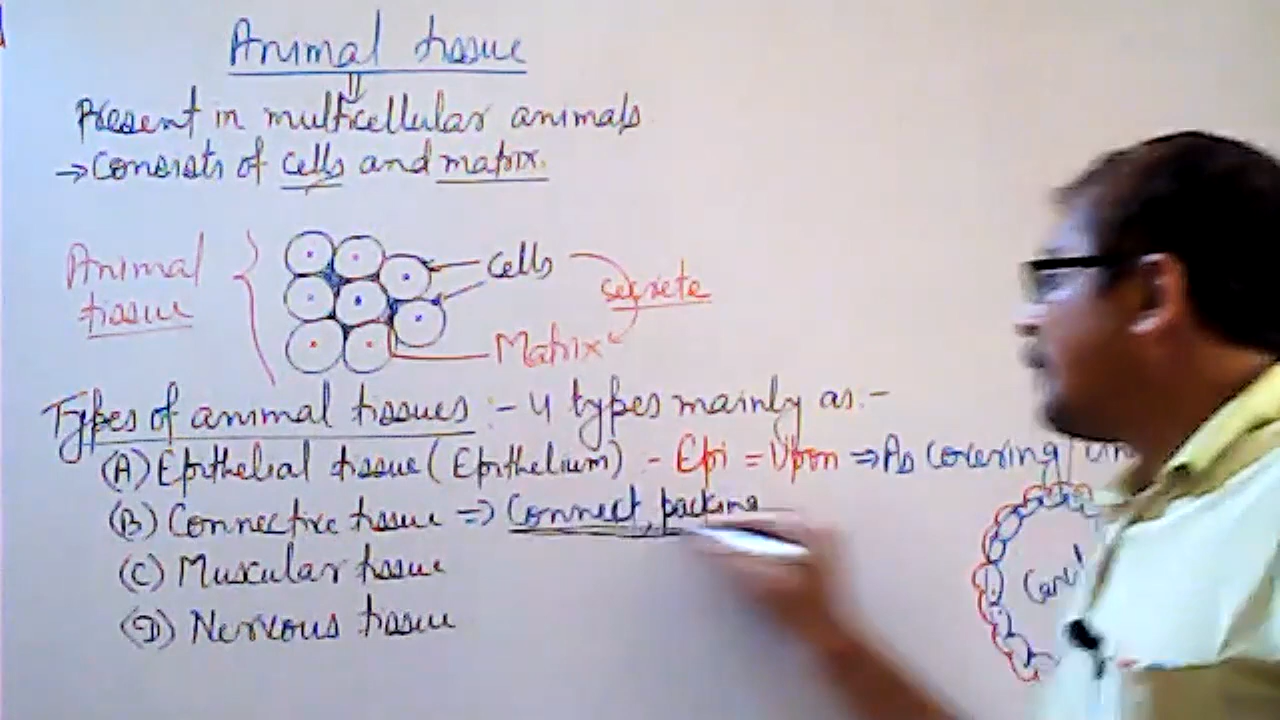 Animal tissue
Present in multicellular animals
→ Consists of cells and matrix.
Animal tissue
Cells
secrete
Matrix
Types of animal tissues :- 4 types mainly as :-
(A) Epithelial tissue (Epithelium) - Epi = Upon ⇒ As covering
(B) Connective tissue ⇒ Connect, packing
(C) Muscular tissue
(D) Nervous tissue